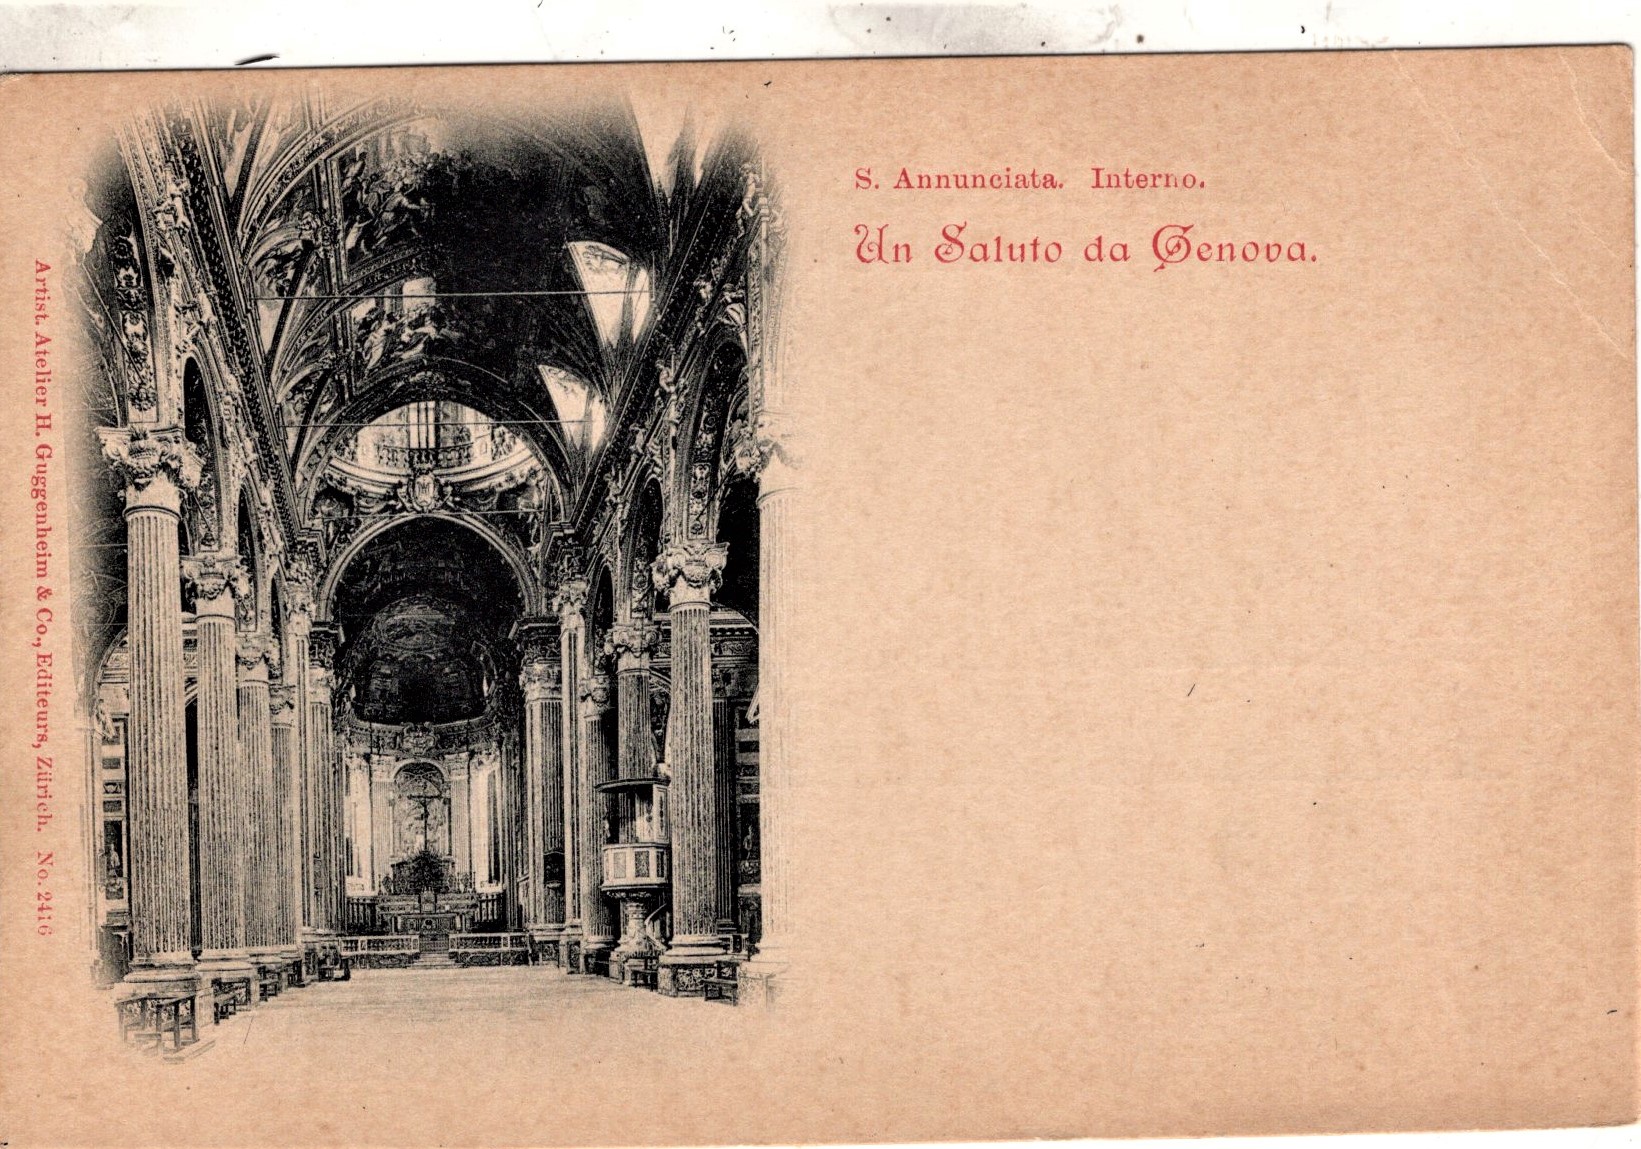 S. Annunciata. Interno.
Un Saluto da Genova.
Artist. Atelier H. Guggenheim & Co., Editeurs, Zürich. No. 2416